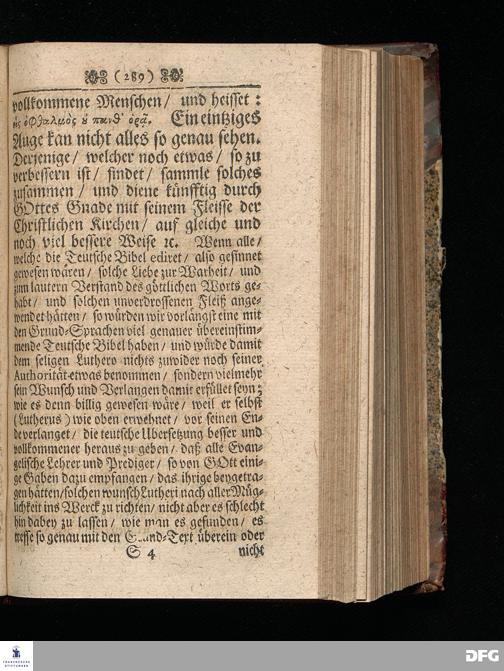 ( 289 )
vollkommene Menschen / und heisset :
εἷς ὀφθαλμὸς ὀ πανθ' ὁρᾶ. Ein eintziges
Auge kan nicht alles so genau sehen.
Derjenige / welcher noch etwas / so zu
verbessern ist / findet / sammle solches
zusammen / und diene künfftig durch
GOttes Gnade mit seinem Fleisse der
Christlichen Kirchen / auf gleiche und
noch viel bessere Weise ꝛc. Wenn alle /
welche die Teutsche Bibel ediret / also gesinnet
gewesen wären / solche Liebe zur Warheit / und
zum lautern Verstand des göttlichen Worts ge-
habt / und solchen unverdrossenen Fleiß ange-
wendet hätten / so würden wir vorlängst eine mit
den Grund-Sprachen viel genauer übereinstim-
mende Teutsche Bibel haben / und würde damit
dem seligen Luthero nichts zuwider noch seiner
Authorität etwas benommen / sondern vielmehr
sein Wunsch und Verlangen damit erfüllet seyn ;
wie es denn billig gewesen wäre / weil er selbst
(Lutherus) wie oben erwehnet / vor seinen En-
de verlanget / die teutsche Ubersetzung besser und
vollkommener heraus zu geben / daß alle Evan-
gelische Lehrer und Prediger / so von GOtt eini-
ge Gaben dazu empfangen / das ihrige beygetra-
gen hätten / solchen wunsch Lutheri nach aller Müg-
lichkeit ins Werck zu richten / nicht aber es schlecht
hin dabey zu lassen / wie man es gefunden / es
treffe so genau mit den Grund-Text überein oder
S 4 nicht
FRANCKESCHE
STIFTUNGEN
DFG